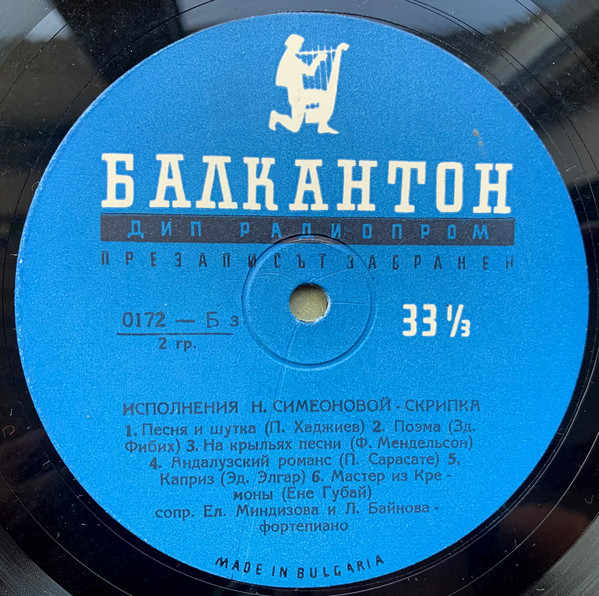 БАЛКАНТОН
ДИП РАДИОПРОМ
ПРЕЗАПИСЪТ ЗАБРАНЕН
0172 — Б з
2 гр.
33 ⅓
ИСПОЛНЕНИЯ Н. СИМЕОНОВОЙ - СКРИПКА
1. Песня и шутка (П. Хаджиев) 2. Поэма (Зд.
Фибих) 3. На крыльях песни (Ф. Мендельсон)
4. Андалузский романс (П. Сарасате) 5.
Каприз (Эд. Элгар) 6. Мастер из Кре-
моны (Ене Губай)
сопр. Ел. Миндизова и Л. Байнова-
фортепиано
MADE IN BULGARIA